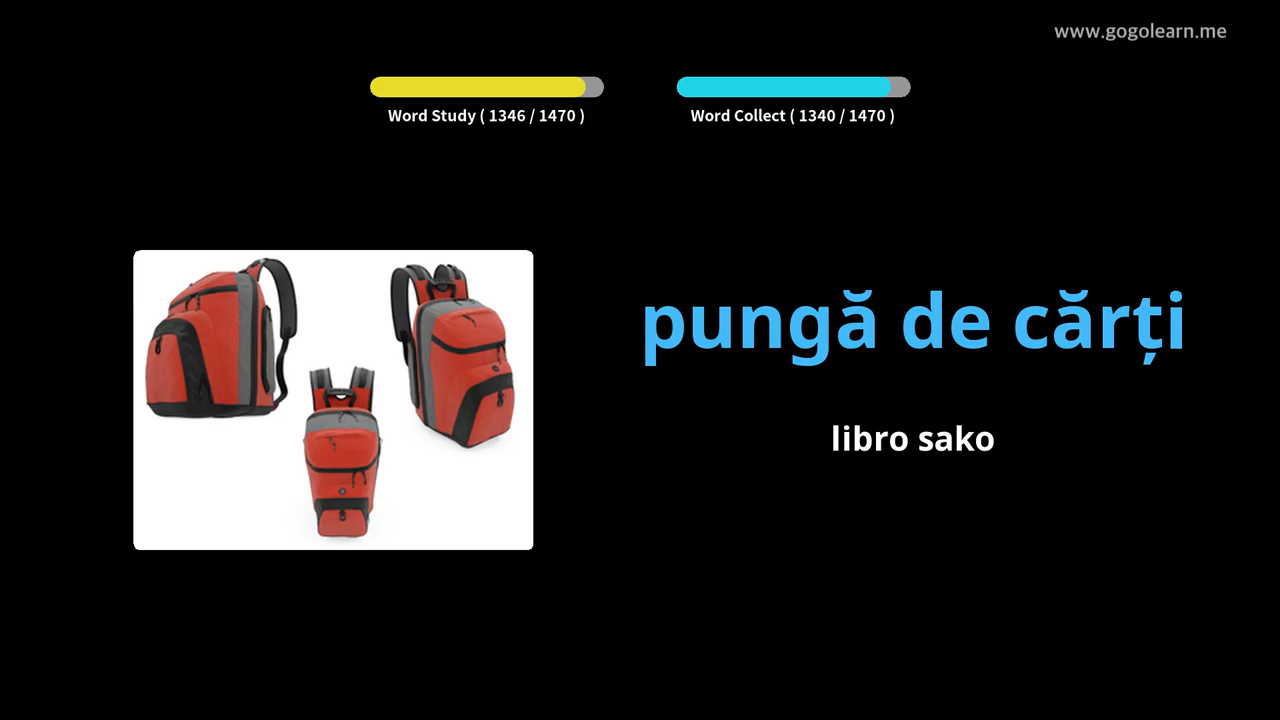 www.gogolearn.me
Word Study ( 1346 / 1470 )
Word Collect ( 1340 / 1470 )
pungă de cărți
libro sako